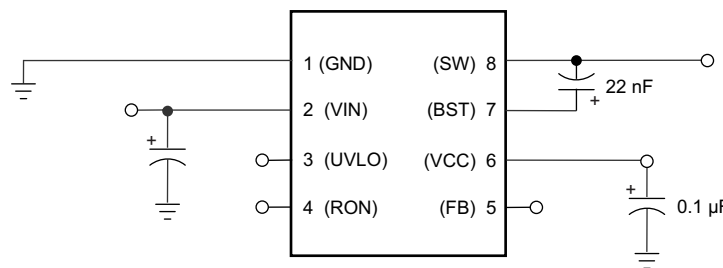 1 (GND) (SW) 8
22 nF
+
2 (VIN) (BST) 7
+
3 (UVLO) (VCC) 6
+
0.1 µF
4 (RON) (FB) 5